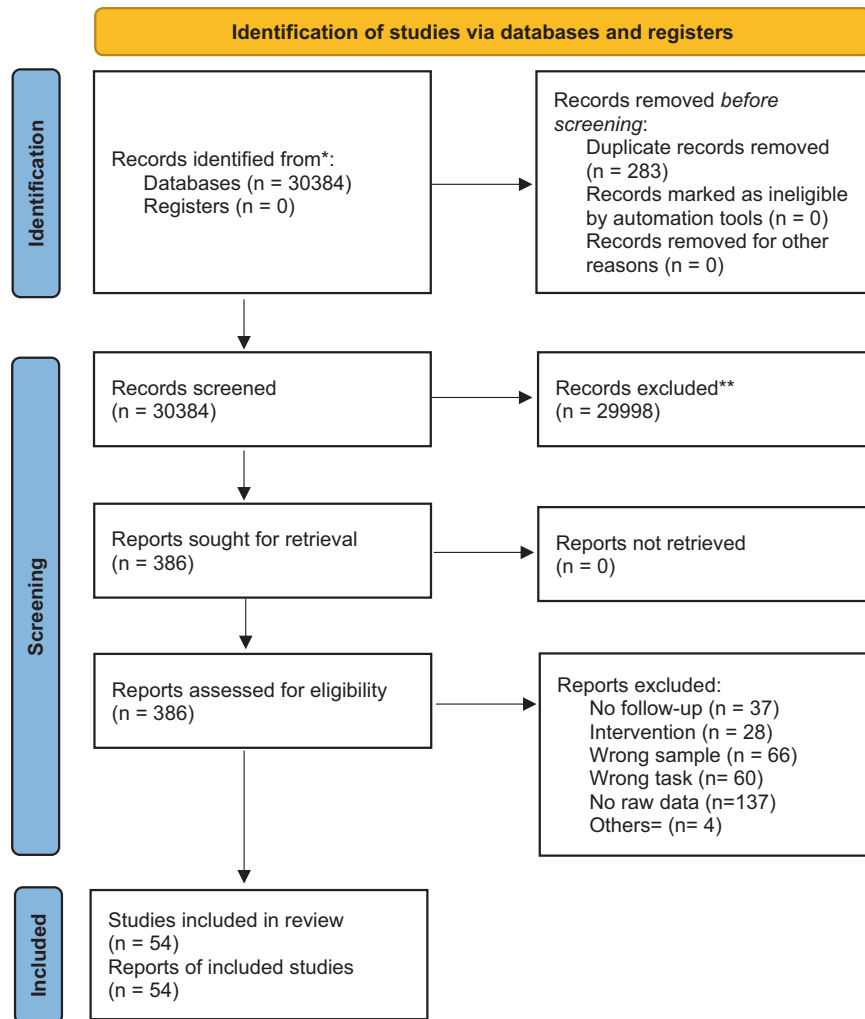 Identification of studies via databases and registers
Identification
Records identified from*:
Databases (n = 30384)
Registers (n = 0)
Records removed before
screening:
Duplicate records removed
(n = 283)
Records marked as ineligible
by automation tools (n = 0)
Records removed for other
reasons (n = 0)
Screening
Records screened
(n = 30384)
Records excluded**
(n = 29998)
Reports sought for retrieval
(n = 386)
Reports not retrieved
(n = 0)
Reports assessed for eligibility
(n = 386)
Reports excluded:
No follow-up (n = 37)
Intervention (n = 28)
Wrong sample (n = 66)
Wrong task (n= 60)
No raw data (n=137)
Others= (n= 4)
Included
Studies included in review
(n = 54)
Reports of included studies
(n = 54)